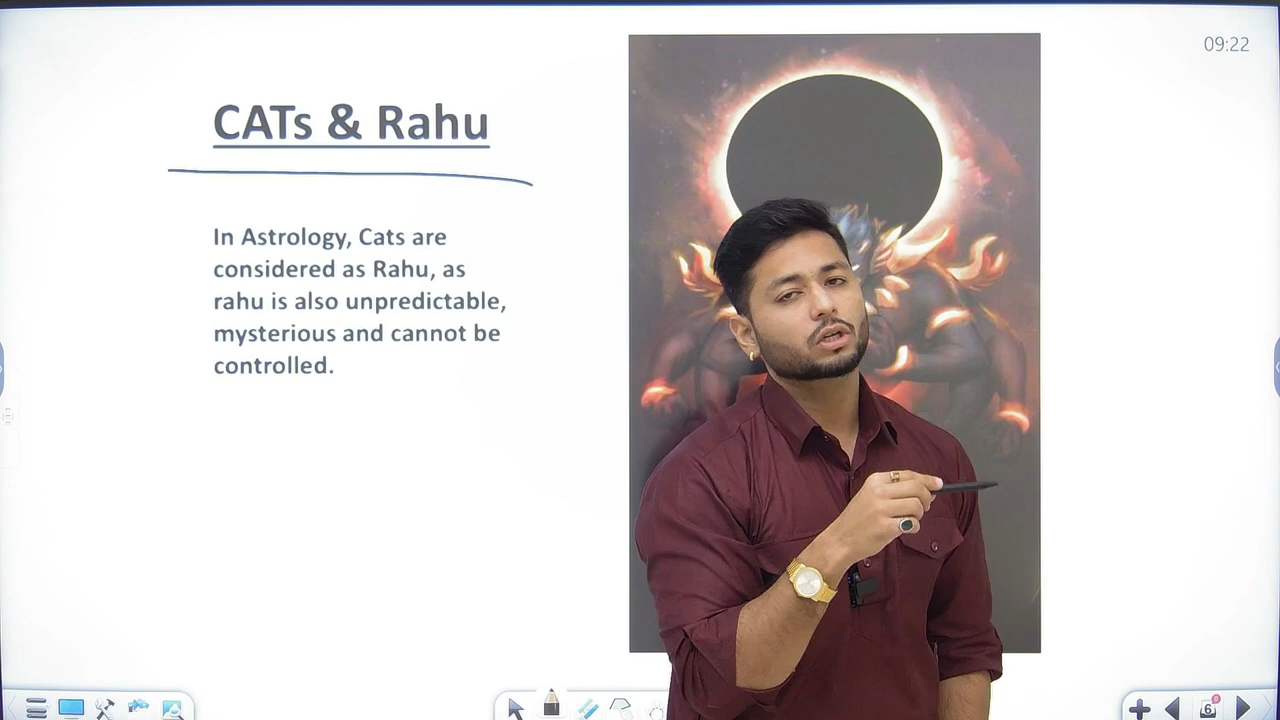 09:22
CATs & Rahu
In Astrology, Cats are
considered as Rahu, as
rahu is also unpredictable,
mysterious and cannot be
controlled.
6